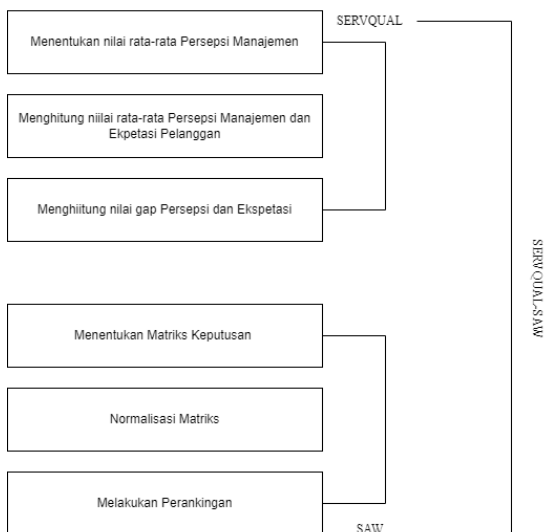 SERVQUAL
Menentukan nilai rata-rata Persepsi Manajemen
Menghitung niilai rata-rata Persepsi Manajemen dan
Ekpetasi Pelanggan
Menghiitung nilai gap Persepsi dan Ekspetasi
SERVQUAL-SAW
Menentukan Matriks Keputusan
Normalisasi Matriks
Melakukan Perankingan
SAW